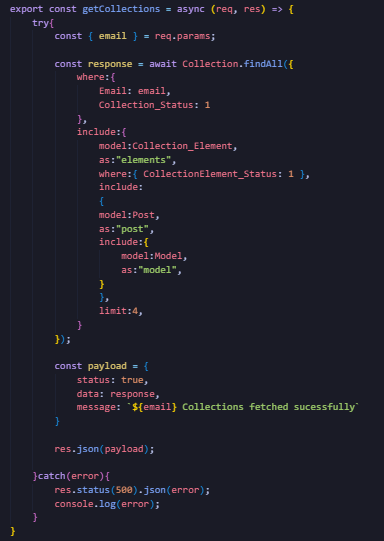 export const getCollections = async (req, res) => {
    try{
        const { email } = req.params;

        const response = await Collection.findAll({
            where:{
                Email: email,
                Collection_Status: 1
            },
            include:{
                model:Collection_Element,
                as:"elements",
                where:{ CollectionElement_Status: 1 },
                include:
                {
                model:Post,
                as:"post",
                include:{
                    model:Model,
                    as:"model",
                }
                },
                limit:4,
            }
        });

        const payload = {
            status: true,
            data: response,
            message: `${email} Collections fetched sucessfully`
        }

        res.json(payload);

    }catch(error){
        res.status(500).json(error);
        console.log(error);
    }
}